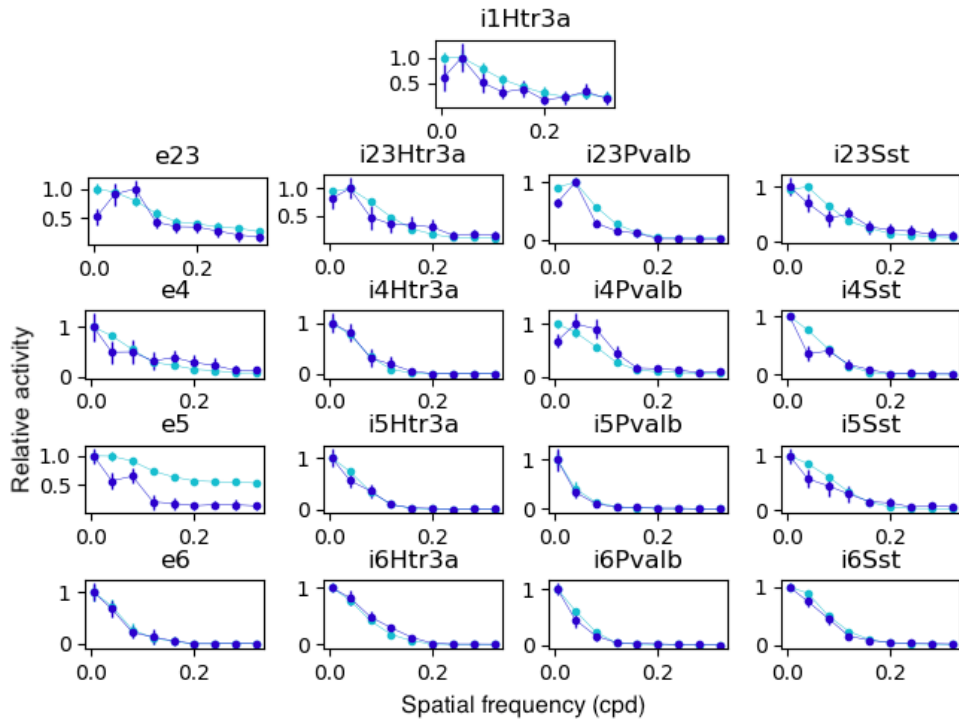 i1Htr3a
1.0
0.5
0.0 0.2
e23 i23Htr3a i23Pvalb i23Sst
1.0 1.0 1 1
0.5 0.5 0 0
0.0 0.2 0.0 0.2 0.0 0.2 0.0 0.2
e4 i4Htr3a i4Pvalb i4Sst
1 1 1 1
0 0 0 0
0.0 0.2 0.0 0.2 0.0 0.2 0.0 0.2
Relative activity
e5 i5Htr3a i5Pvalb i5Sst
1.0 1 1 1
0.5 0 0 0
0.0 0.2 0.0 0.2 0.0 0.2 0.0 0.2
e6 i6Htr3a i6Pvalb i6Sst
1 1 1 1
0 0 0 0
0.0 0.2 0.0 0.2 0.0 0.2 0.0 0.2
Spatial frequency (cpd)